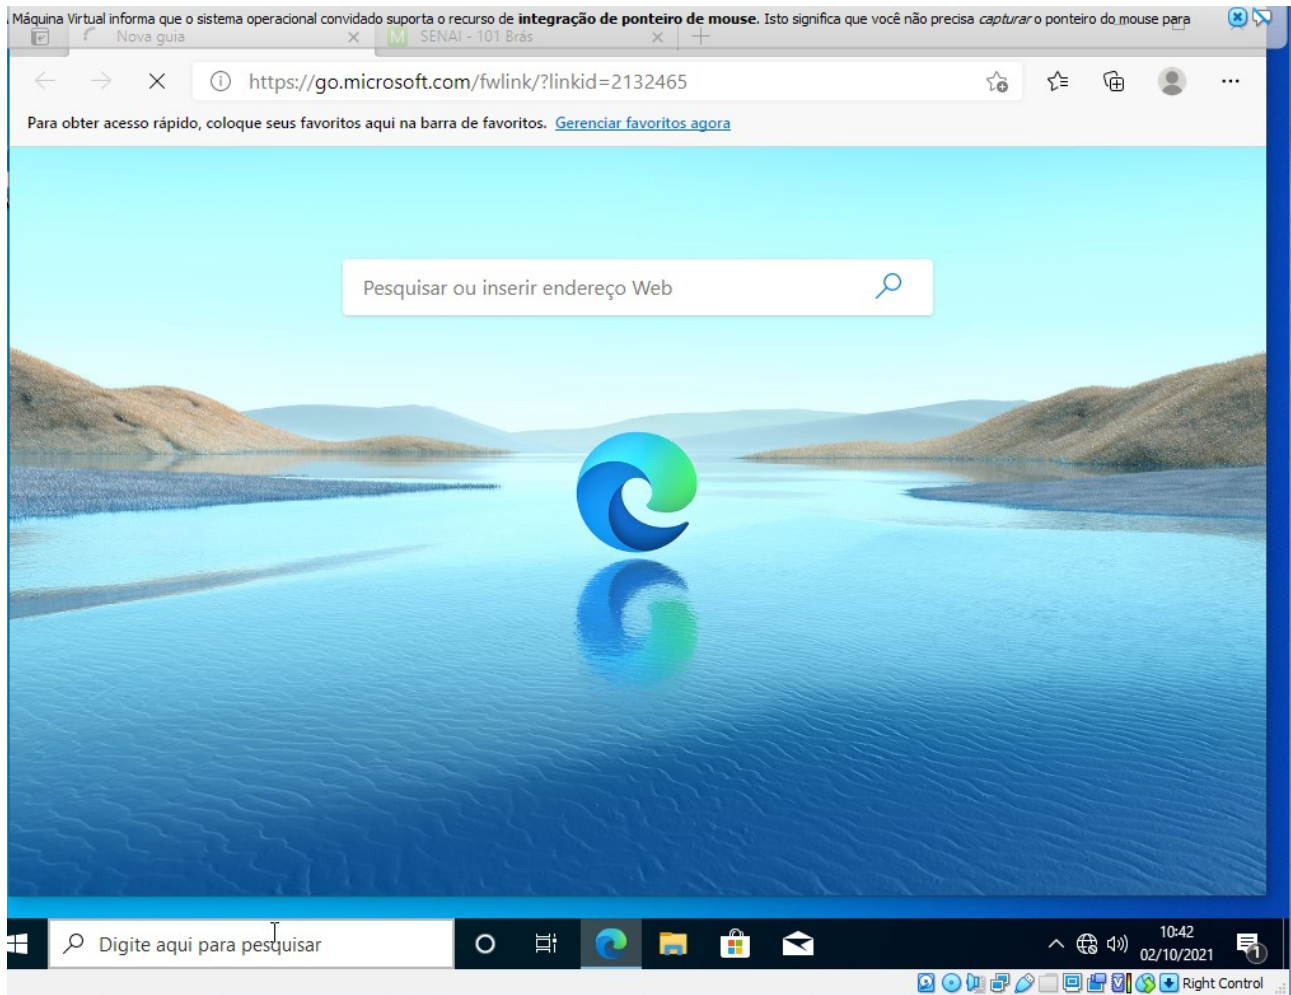 Máquina Virtual informa que o sistema operacional convidado suporta o recurso de integração de ponteiro de mouse. Isto significa que você não precisa capturar o ponteiro do mouse para
Nova guia
SENAI - 101 Brás
https://go.microsoft.com/fwlink/?linkid=2132465
Para obter acesso rápido, coloque seus favoritos aqui na barra de favoritos. Gerenciar favoritos agora
Pesquisar ou inserir endereço Web
Digite aqui para pesquisar
10:42
02/10/2021
1
Right Control